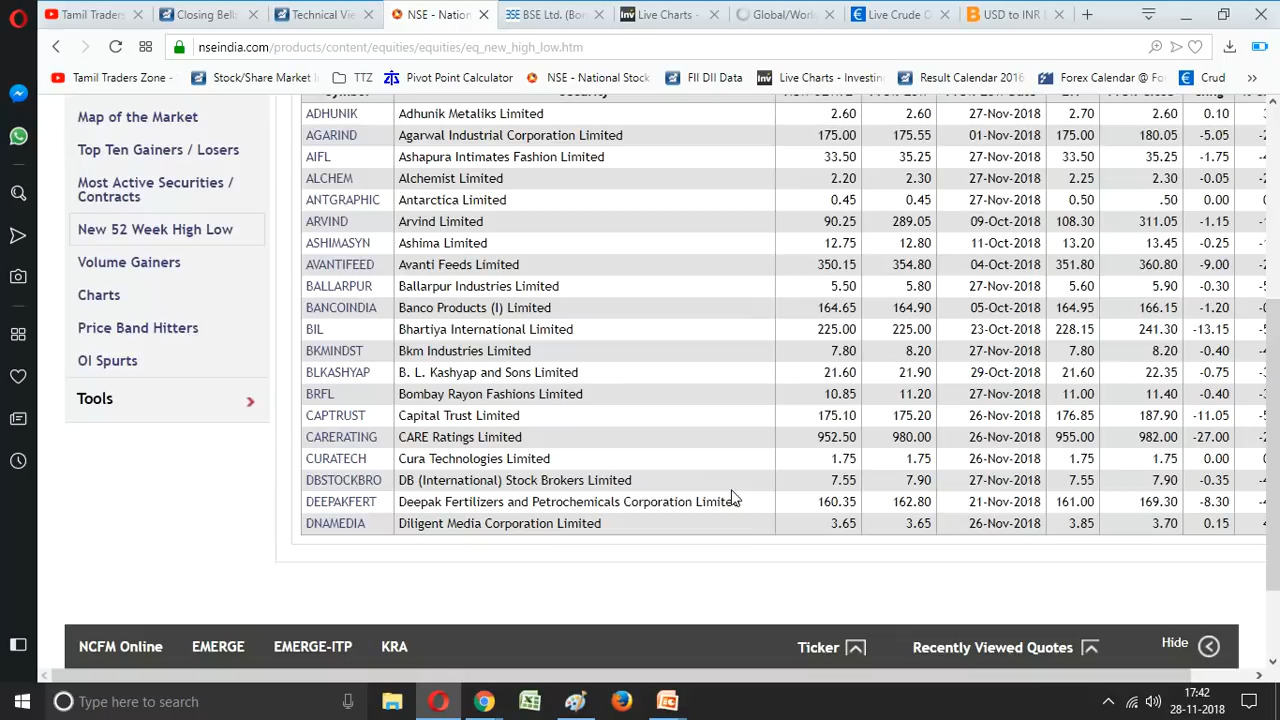 Tamil Traders
Closing Bell
Technical Vie
NSE - Nation
BSE Ltd. (Bon
Live Charts -
Global/Work
Live Crude O
USD to INR L
nseindia.com/products/content/equities/equities/eq_new_high_low.htm
Tamil Traders Zone -
Stock/Share Market
TTZ
Pivot Point Calculator
NSE - National Stock
FII DII Data
Live Charts - Investin
Result Calendar 2016
Forex Calendar @ Fo
Crud
Map of the Market
Top Ten Gainers / Losers
Most Active Securities /
Contracts
New 52 Week High Low
Volume Gainers
Charts
Price Band Hitters
OI Spurts
Tools
ADHUNIK Adhunik Metaliks Limited 2.60 2.60 27-Nov-2018 2.70 2.60 0.10
AGARIND Agarwal Industrial Corporation Limited 175.00 175.55 01-Nov-2018 175.00 180.05 -5.05
AIFL Ashapura Intimates Fashion Limited 33.50 35.25 27-Nov-2018 33.50 35.25 -1.75
ALCHEM Alchemist Limited 2.20 2.30 27-Nov-2018 2.25 2.30 -0.05
ANTGRAPHIC Antarctica Limited 0.45 0.45 27-Nov-2018 0.50 .50 0.00
ARVIND Arvind Limited 90.25 289.05 09-Oct-2018 108.30 311.05 -1.15
ASHIMASYN Ashima Limited 12.75 12.80 11-Oct-2018 13.20 13.45 -0.25
AVANTIFEED Avanti Feeds Limited 350.15 354.80 04-Oct-2018 351.80 360.80 -9.00
BALLARPUR Ballarpur Industries Limited 5.50 5.80 27-Nov-2018 5.60 5.90 -0.30
BANCOINDIA Banco Products (I) Limited 164.65 164.90 05-Oct-2018 164.95 166.15 -1.20
BIL Bhartiya International Limited 225.00 225.00 23-Oct-2018 228.15 241.30 -13.15
BKMINDST Bkm Industries Limited 7.80 8.20 27-Nov-2018 7.80 8.20 -0.40
BLKASHYAP B. L. Kashyap and Sons Limited 21.60 21.90 29-Oct-2018 21.60 22.35 -0.75
BRFL Bombay Rayon Fashions Limited 10.85 11.20 27-Nov-2018 11.00 11.40 -0.40
CAPTRUST Capital Trust Limited 175.10 175.20 26-Nov-2018 176.85 187.90 -11.05
CARERATING CARE Ratings Limited 952.50 980.00 26-Nov-2018 955.00 982.00 -27.00
CURATECH Cura Technologies Limited 1.75 1.75 26-Nov-2018 1.75 1.75 0.00
DBSTOCKBRO DB (International) Stock Brokers Limited 7.55 7.90 27-Nov-2018 7.55 7.90 -0.35
DEEPAKFERT Deepak Fertilizers and Petrochemicals Corporation Limited 160.35 162.80 21-Nov-2018 161.00 169.30 -8.30
DNAMEDIA Diligent Media Corporation Limited 3.65 3.65 26-Nov-2018 3.85 3.70 0.15
NCFM Online EMERGE EMERGE-ITP KRA Ticker Recently Viewed Quotes Hide
Type here to search
17:42
28-11-2018